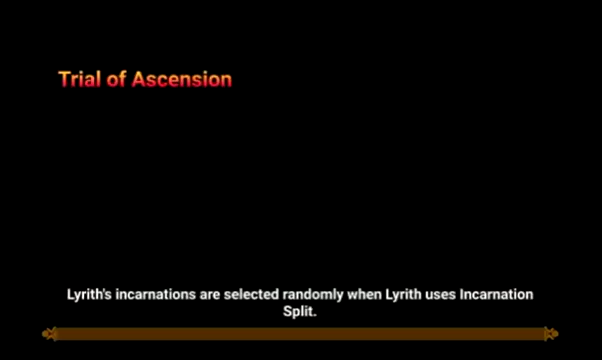 Trial of Ascension
Lyrith's incarnations are selected randomly when Lyrith uses Incarnation
Split.